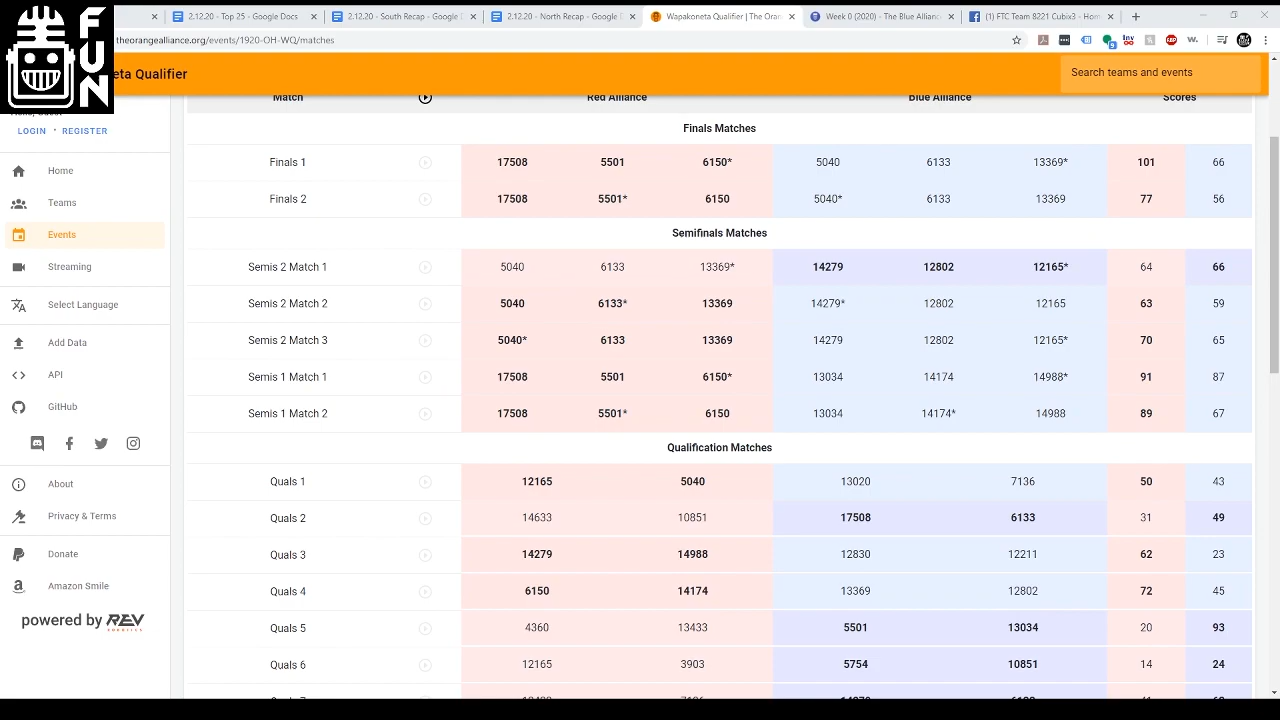 2.12.20 - Top 25 - Google Docs
2.12.20 - South Recap - Google D
2.12.20 - North Recap - Google D
Wapakoneta Qualifier | The Oran
Week 0 (2020) - The Blue Allian
(1) FTC Team 8221 Cubix3 - Hom
theorangealliance.org/events/1920-OH-WQ/matches
FUN
eta Qualifier
Search teams and events
LOGIN · REGISTER
Home
Teams
Events
Streaming
Select Language
Add Data
API
GitHub
About
Privacy & Terms
Donate
Amazon Smile
powered by REV ROBOTICS
Match Red Alliance Blue Alliance Scores
Finals Matches
Finals 1 17508 5501 6150* 5040 6133 13369* 101 66
Finals 2 17508 5501* 6150 5040* 6133 13369 77 56
Semifinals Matches
Semis 2 Match 1 5040 6133 13369* 14279 12802 12165* 64 66
Semis 2 Match 2 5040 6133* 13369 14279* 12802 12165 63 59
Semis 2 Match 3 5040* 6133 13369 14279 12802 12165* 70 65
Semis 1 Match 1 17508 5501 6150* 13034 14174 14988* 91 87
Semis 1 Match 2 17508 5501* 6150 13034 14174* 14988 89 67
Qualification Matches
Quals 1 12165 5040 13020 7136 50 43
Quals 2 14633 10851 17508 6133 31 49
Quals 3 14279 14988 12830 12211 62 23
Quals 4 6150 14174 13369 12802 72 45
Quals 5 4360 13433 5501 13034 20 93
Quals 6 12165 3903 5754 10851 14 24